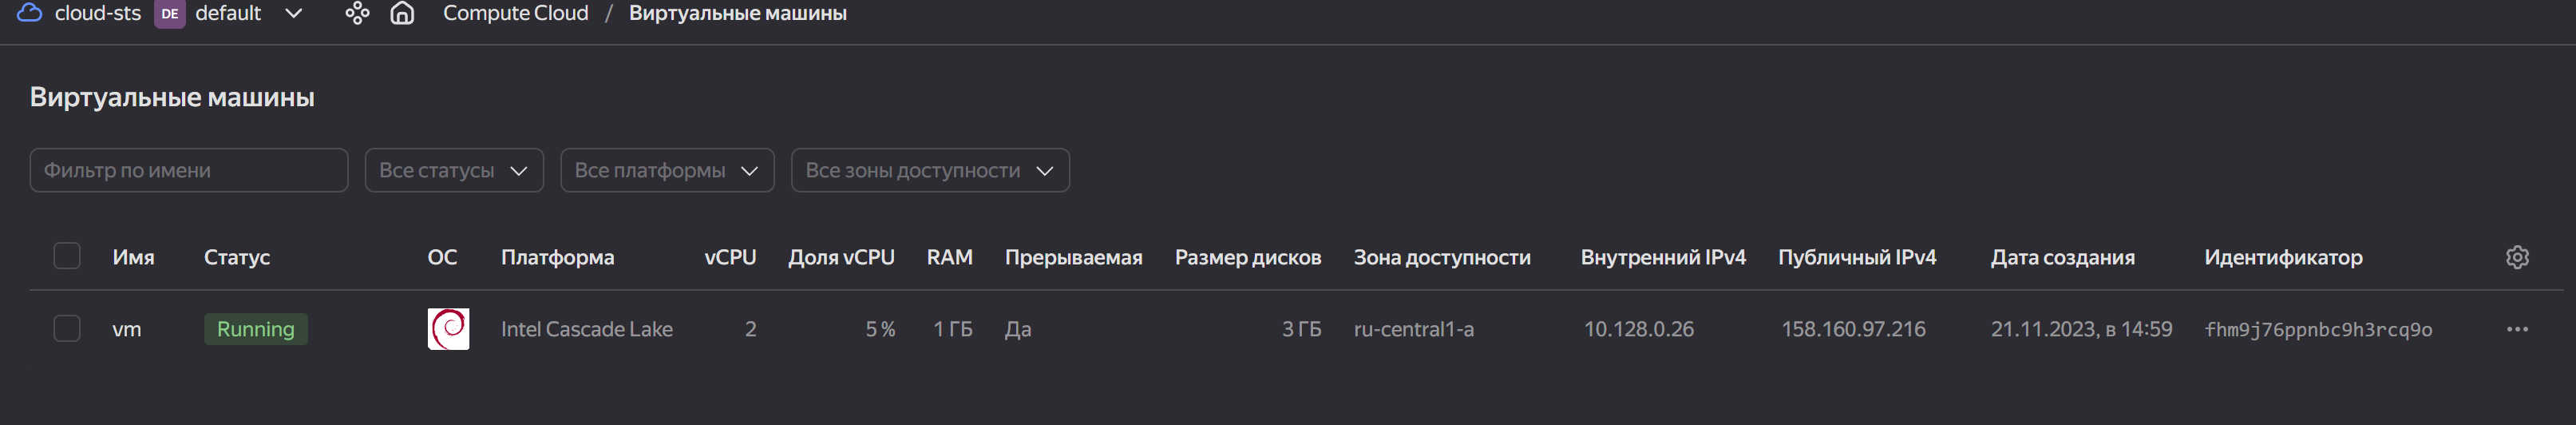 cloud-sts DE default Compute Cloud / Виртуальные машины
Виртуальные машины
Фильтр по имени Все статусы Все платформы Все зоны доступности
Имя Статус ОС Платформа vCPU Доля vCPU RAM Прерываемая Размер дисков Зона доступности Внутренний IPv4 Публичный IPv4 Дата создания Идентификатор
vm Running Intel Cascade Lake 2 5 % 1 ГБ Да 3 ГБ ru-central1-a 10.128.0.26 158.160.97.216 21.11.2023, в 14:59 fhm9j76ppnbc9h3rcq9o